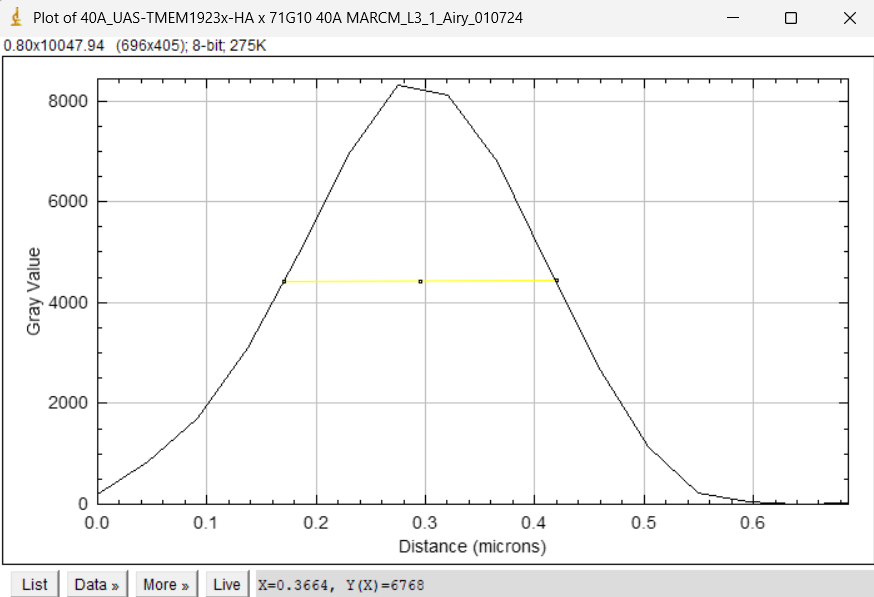 Plot of 40A_UAS-TMEM1923x-HA x 71G10 40A MARCM_L3_1_Airy_010724
0.80x10047.94 (696x405); 8-bit; 275K
8000
6000
4000
2000
0
Gray Value
0.0 0.1 0.2 0.3 0.4 0.5 0.6
Distance (microns)
List Data » More » Live X=0.3664, Y(X)=6768